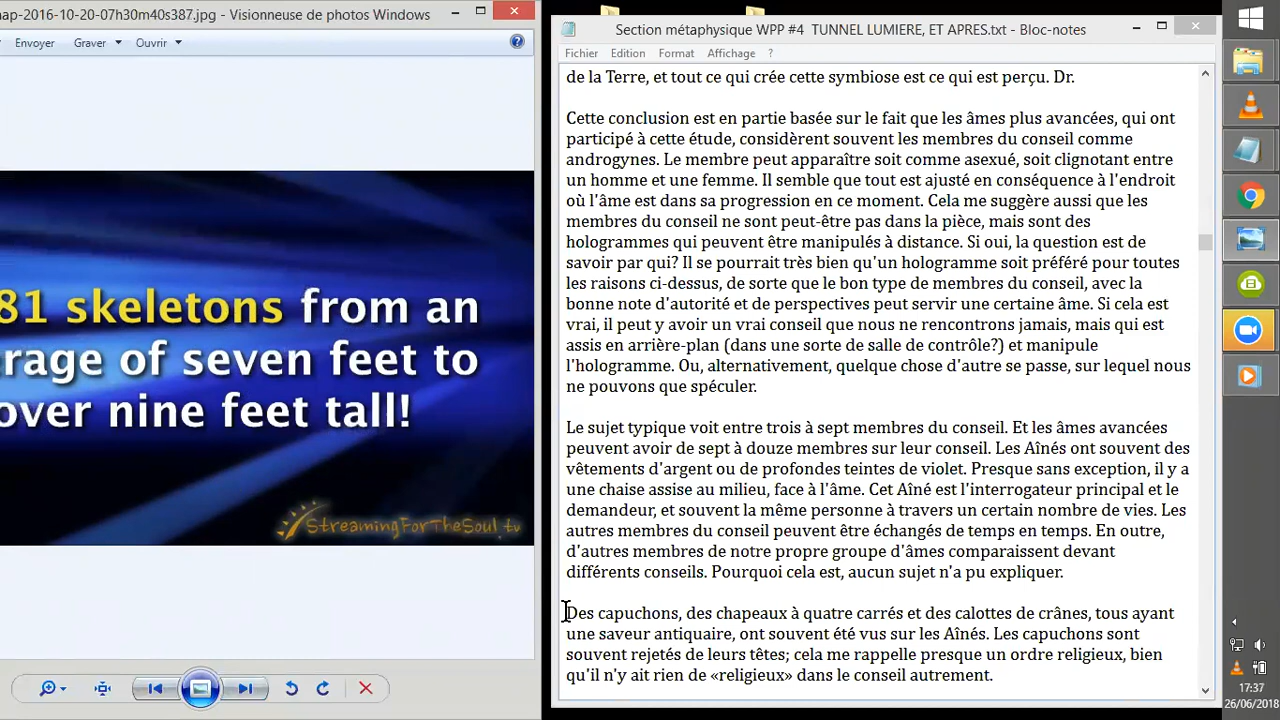 ap-2016-10-20-07h30m40s387.jpg - Visionneuse de photos Windows
Envoyer Graver Ouvrir
81 skeletons from an
rage of seven feet to
over nine feet tall!
StreamingForTheSoul.tv
Section métaphysique WPP #4 TUNNEL LUMIERE, ET APRES.txt - Bloc-notes
Fichier Edition Format Affichage ?
de la Terre, et tout ce qui crée cette symbiose est ce qui est perçu. Dr.
Cette conclusion est en partie basée sur le fait que les âmes plus avancées, qui ont
participé à cette étude, considèrent souvent les membres du conseil comme
androgynes. Le membre peut apparaître soit comme asexué, soit clignotant entre
un homme et une femme. Il semble que tout est ajusté en conséquence à l'endroit
où l'âme est dans sa progression en ce moment. Cela me suggère aussi que les
membres du conseil ne sont peut-être pas dans la pièce, mais sont des
hologrammes qui peuvent être manipulés à distance. Si oui, la question est de
savoir par qui? Il se pourrait très bien qu'un hologramme soit préféré pour toutes
les raisons ci-dessus, de sorte que le bon type de membres du conseil, avec la
bonne note d'autorité et de perspectives peut servir une certaine âme. Si cela est
vrai, il peut y avoir un vrai conseil que nous ne rencontrons jamais, mais qui est
assis en arrière-plan (dans une sorte de salle de contrôle?) et manipule
l'hologramme. Ou, alternativement, quelque chose d'autre se passe, sur lequel nous
ne pouvons que spéculer.
Le sujet typique voit entre trois à sept membres du conseil. Et les âmes avancées
peuvent avoir de sept à douze membres sur leur conseil. Les Aînés ont souvent des
vêtements d'argent ou de profondes teintes de violet. Presque sans exception, il y a
une chaise assise au milieu, face à l'âme. Cet Aîné est l'interrogateur principal et le
demandeur, et souvent la même personne à travers un certain nombre de vies. Les
autres membres du conseil peuvent être échangés de temps en temps. En outre,
d'autres membres de notre propre groupe d'âmes comparaissent devant
différents conseils. Pourquoi cela est, aucun sujet n'a pu expliquer.
Des capuchons, des chapeaux à quatre carrés et des calottes de crânes, tous ayant
une saveur antiquaire, ont souvent été vus sur les Aînés. Les capuchons sont
souvent rejetés de leurs têtes; cela me rappelle presque un ordre religieux, bien
qu'il n'y ait rien de «religieux» dans le conseil autrement.
17:37
26/06/2018